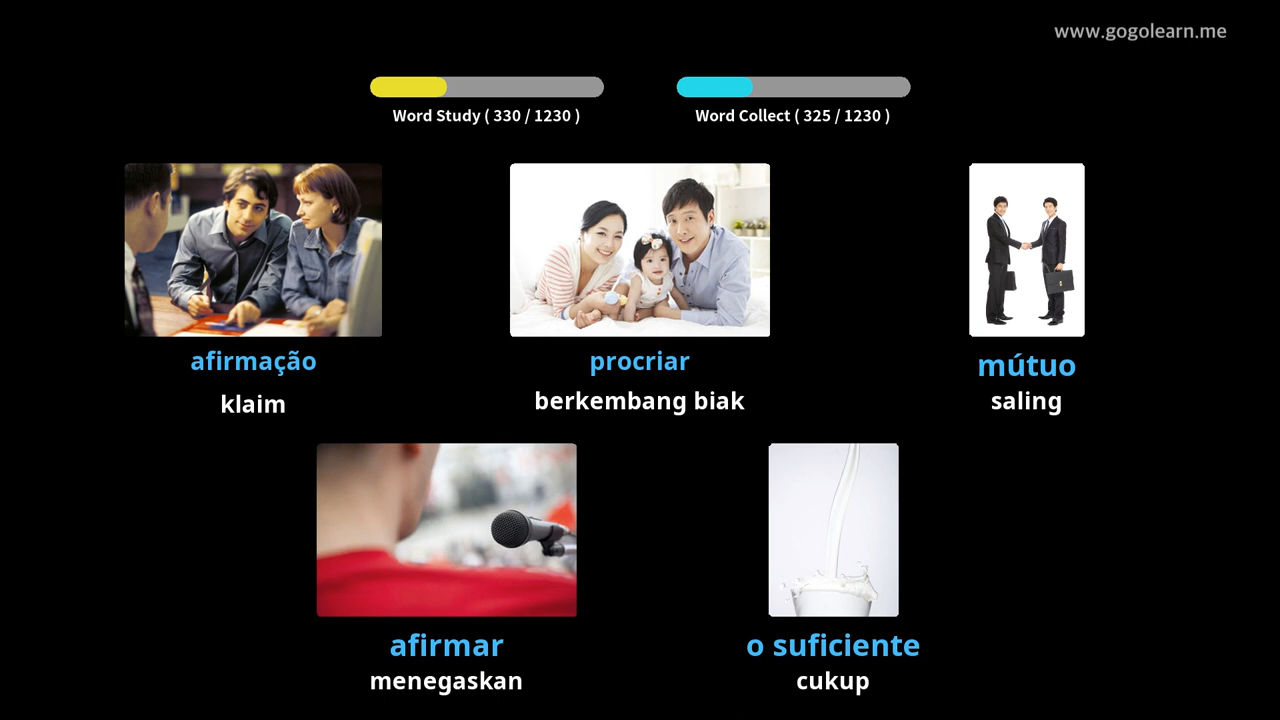 www.gogolearn.me
Word Study ( 330 / 1230 )
Word Collect ( 325 / 1230 )
afirmação
klaim
procriar
berkembang biak
mútuo
saling
afirmar
menegaskan
o suficiente
cukup